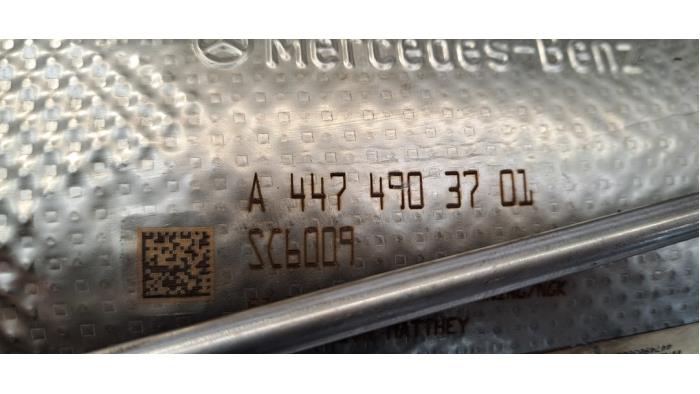 Mercedes-Benz
A 447 490 37 01
SC6009
MATTHEY